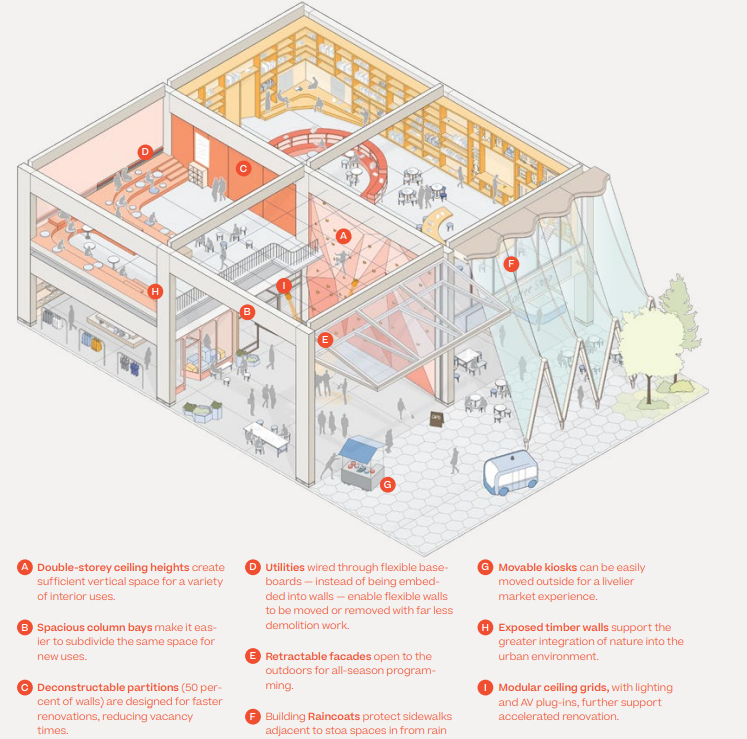 D
C
A
F
I
H
B
E
G
A Double-storey ceiling heights create
sufficient vertical space for a variety
of interior uses.
B Spacious column bays make it eas-
ier to subdivide the same space for
new uses.
C Deconstructable partitions (50 per-
cent of walls) are designed for faster
renovations, reducing vacancy
times.
D Utilities wired through flexible base-
boards — instead of being embed-
ded into walls — enable flexible walls
to be moved or removed with far less
demolition work.
E Retractable facades open to the
outdoors for all-season program-
ming.
F Building Raincoats protect sidewalks
adjacent to stoa spaces in from rain
G Movable kiosks can be easily
moved outside for a livelier
market experience.
H Exposed timber walls support the
greater integration of nature into the
urban environment.
I Modular ceiling grids, with lighting
and AV plug-ins, further support
accelerated renovation.